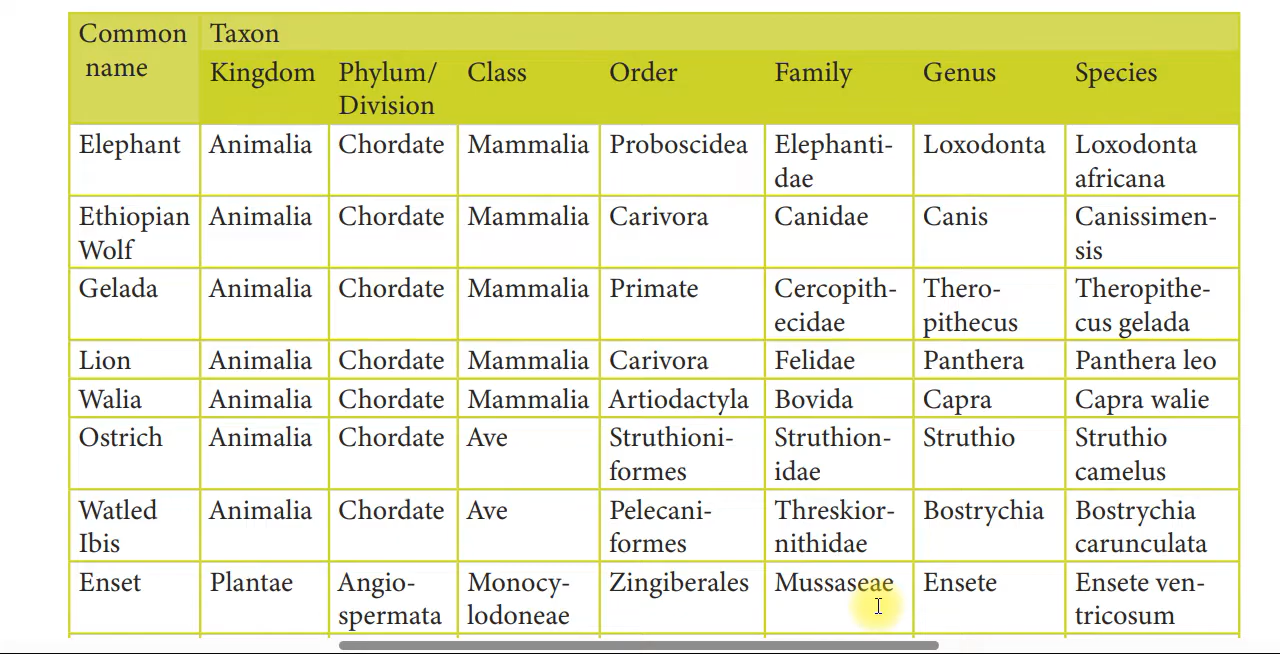 Common Taxon
name Kingdom Phylum/ Class Order Family Genus Species
Division
Elephant Animalia Chordate Mammalia Proboscidea Elephanti- Loxodonta Loxodonta
dae africana
Ethiopian Animalia Chordate Mammalia Carivora Canidae Canis Canissimen-
Wolf sis
Gelada Animalia Chordate Mammalia Primate Cercopith- Thero- Theropithe-
ecidae pithecus cus gelada
Lion Animalia Chordate Mammalia Carivora Felidae Panthera Panthera leo
Walia Animalia Chordate Mammalia Artiodactyla Bovida Capra Capra walie
Ostrich Animalia Chordate Ave Struthioni- Struthion- Struthio Struthio
formes idae camelus
Watled Animalia Chordate Ave Pelecani- Threskior- Bostrychia Bostrychia
Ibis formes nithidae carunculata
Enset Plantae Angio- Monocy- Zingiberales Mussaseae Ensete Ensete ven-
spermata lodoneae tricosum